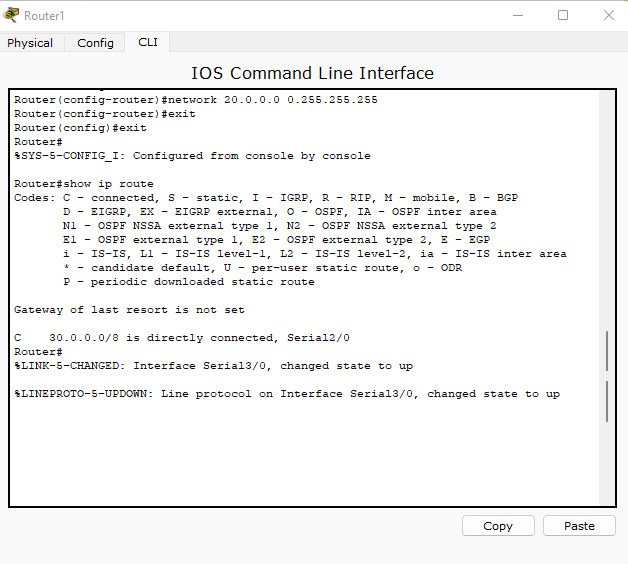 Router1
Physical Config CLI
IOS Command Line Interface
Router(config-router)#network 20.0.0.0 0.255.255.255
Router(config-router)#exit
Router(config)#exit
Router#
%SYS-5-CONFIG_I: Configured from console by console
Router#show ip route
Codes: C - connected, S - static, I - IGRP, R - RIP, M - mobile, B - BGP
D - EIGRP, EX - EIGRP external, O - OSPF, IA - OSPF inter area
N1 - OSPF NSSA external type 1, N2 - OSPF NSSA external type 2
E1 - OSPF external type 1, E2 - OSPF external type 2, E - EGP
i - IS-IS, L1 - IS-IS level-1, L2 - IS-IS level-2, ia - IS-IS inter area
* - candidate default, U - per-user static route, o - ODR
P - periodic downloaded static route
Gateway of last resort is not set
C    30.0.0.0/8 is directly connected, Serial2/0
Router#
%LINK-5-CHANGED: Interface Serial3/0, changed state to up
%LINEPROTO-5-UPDOWN: Line protocol on Interface Serial3/0, changed state to up
Copy Paste